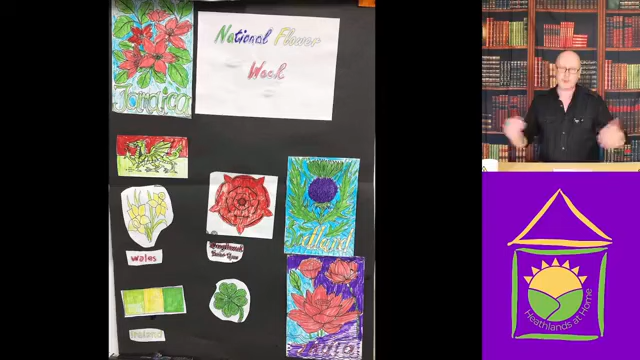 National Flower
Week
Jamaica
Wales
England
Tudor Rose
Scotland
Ireland
India
Heathlands at Home